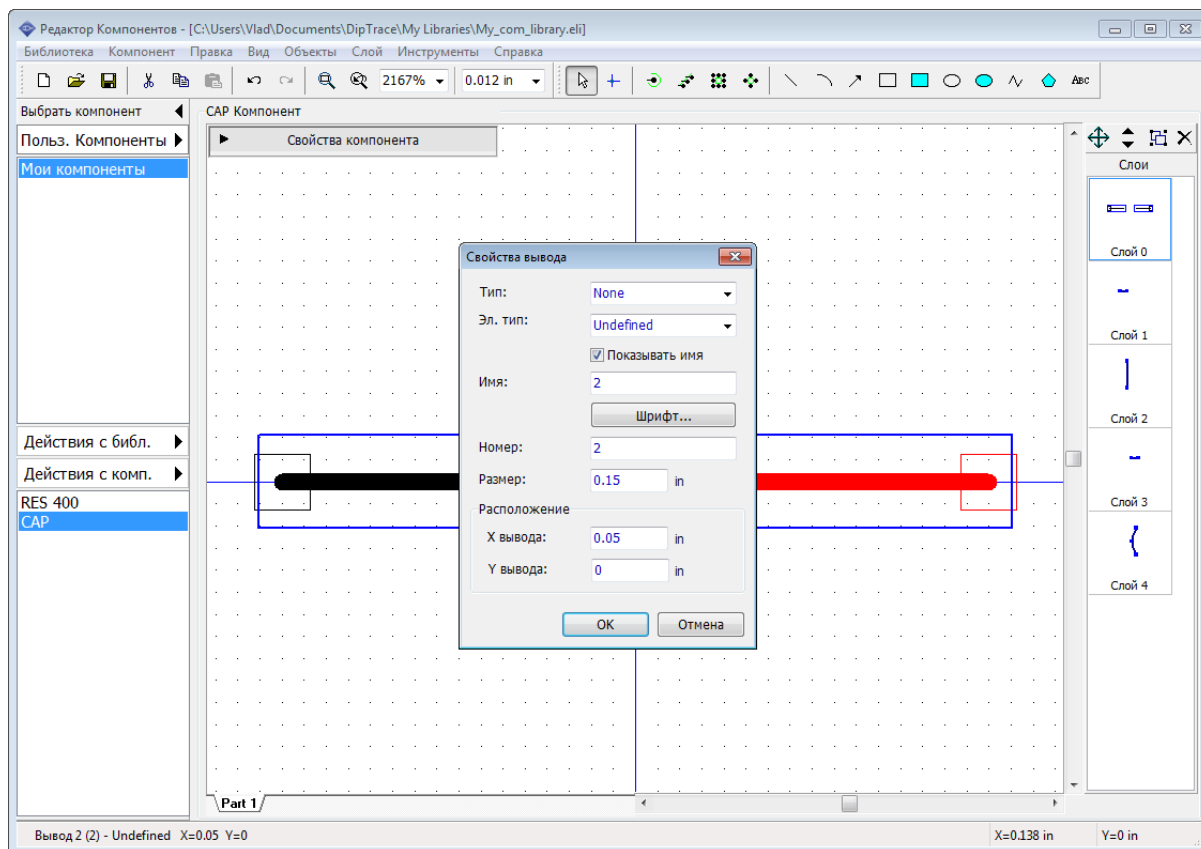 Редактор Компонентов - [C:\Users\Vlad\Documents\DipTrace\My Libraries\My_com_library.eli]
Библиотека Компонент Правка Вид Объекты Слой Инструменты Справка
2167% 0.012 in ABC
Выбрать компонент
CAP Компонент
Польз. Компоненты
Свойства компонента
Мои компоненты
Слои
Слой 0
Слой 1
Слой 2
Слой 3
Слой 4
Свойства вывода
Тип: None
Эл. тип: Undefined
Показывать имя
Имя: 2
Шрифт...
Номер: 2
Размер: 0.15 in
Расположение
X вывода: 0.05 in
Y вывода: 0 in
OK Отмена
Действия с библ.
Действия с комп.
RES 400
CAP
Part 1
Вывод 2 (2) - Undefined X=0.05 Y=0
X=0.138 in Y=0 in